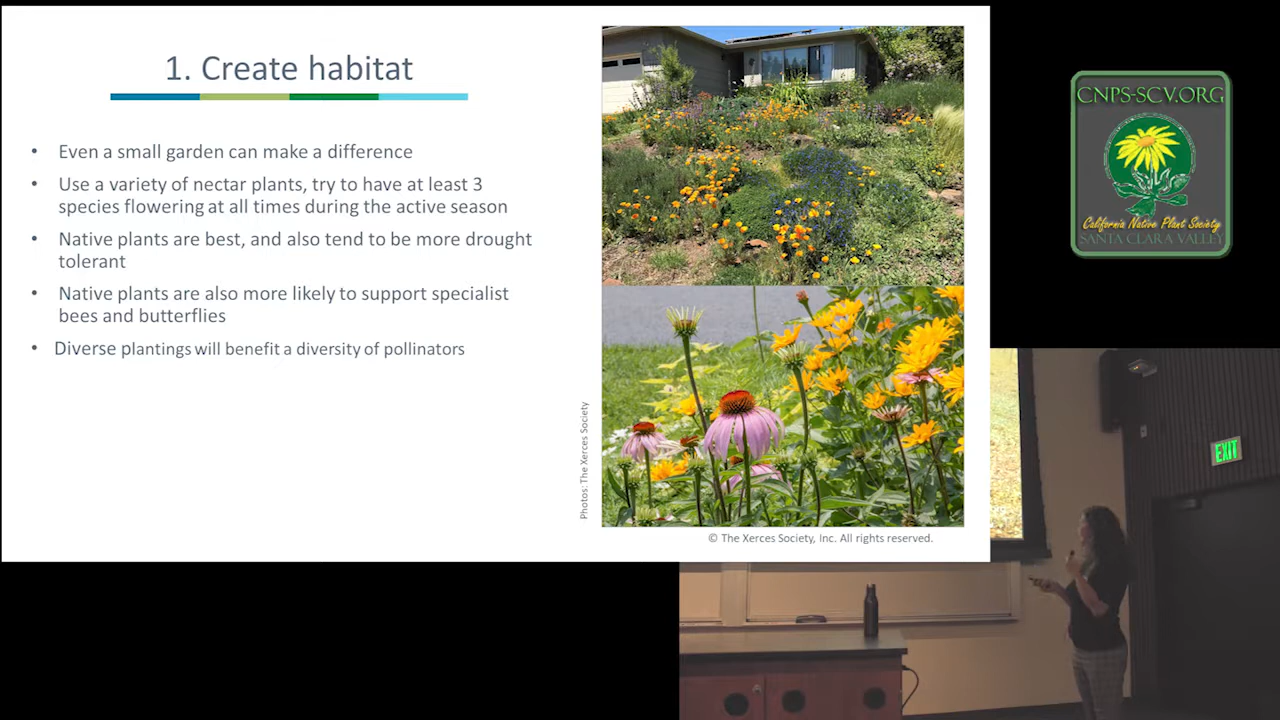 1. Create habitat
• Even a small garden can make a difference
• Use a variety of nectar plants, try to have at least 3
species flowering at all times during the active season
• Native plants are best, and also tend to be more drought
tolerant
• Native plants are also more likely to support specialist
bees and butterflies
• Diverse plantings will benefit a diversity of pollinators
Photos: The Xerces Society
© The Xerces Society, Inc. All rights reserved.
CNPS-SCV.ORG
California Native Plant Society
SANTA CLARA VALLEY
EXIT